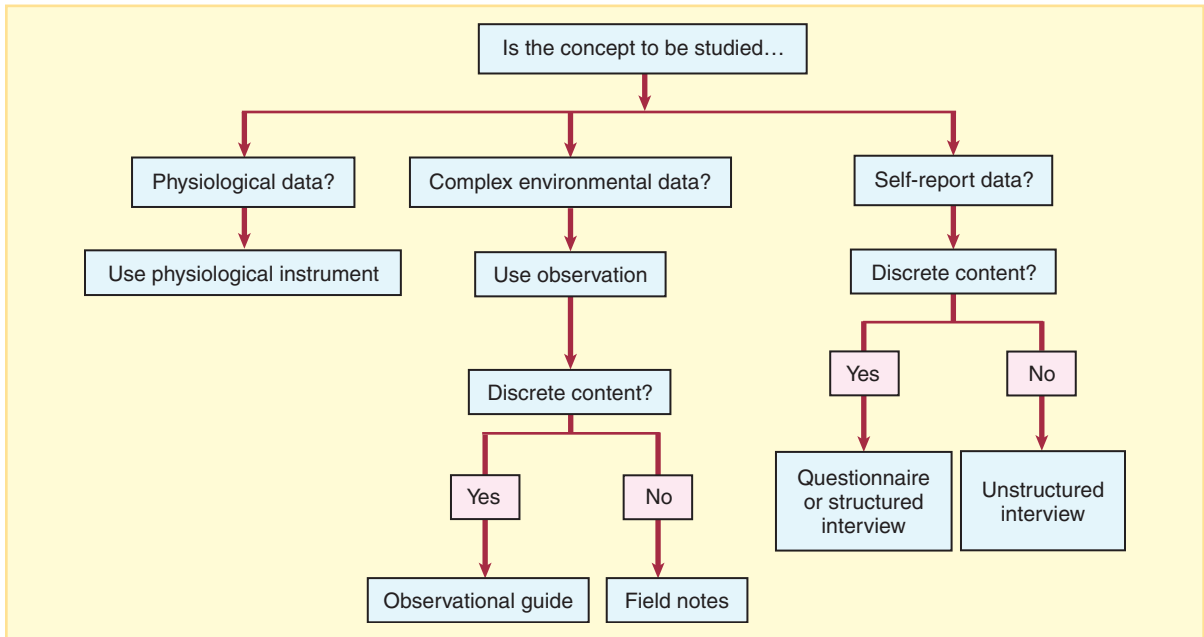 Is the concept to be studied…
Physiological data?
Complex environmental data?
Self-report data?
Use physiological instrument
Use observation
Discrete content?
Discrete content?
Yes
No
Yes
No
Questionnaire
or structured
interview
Unstructured
interview
Observational guide
Field notes